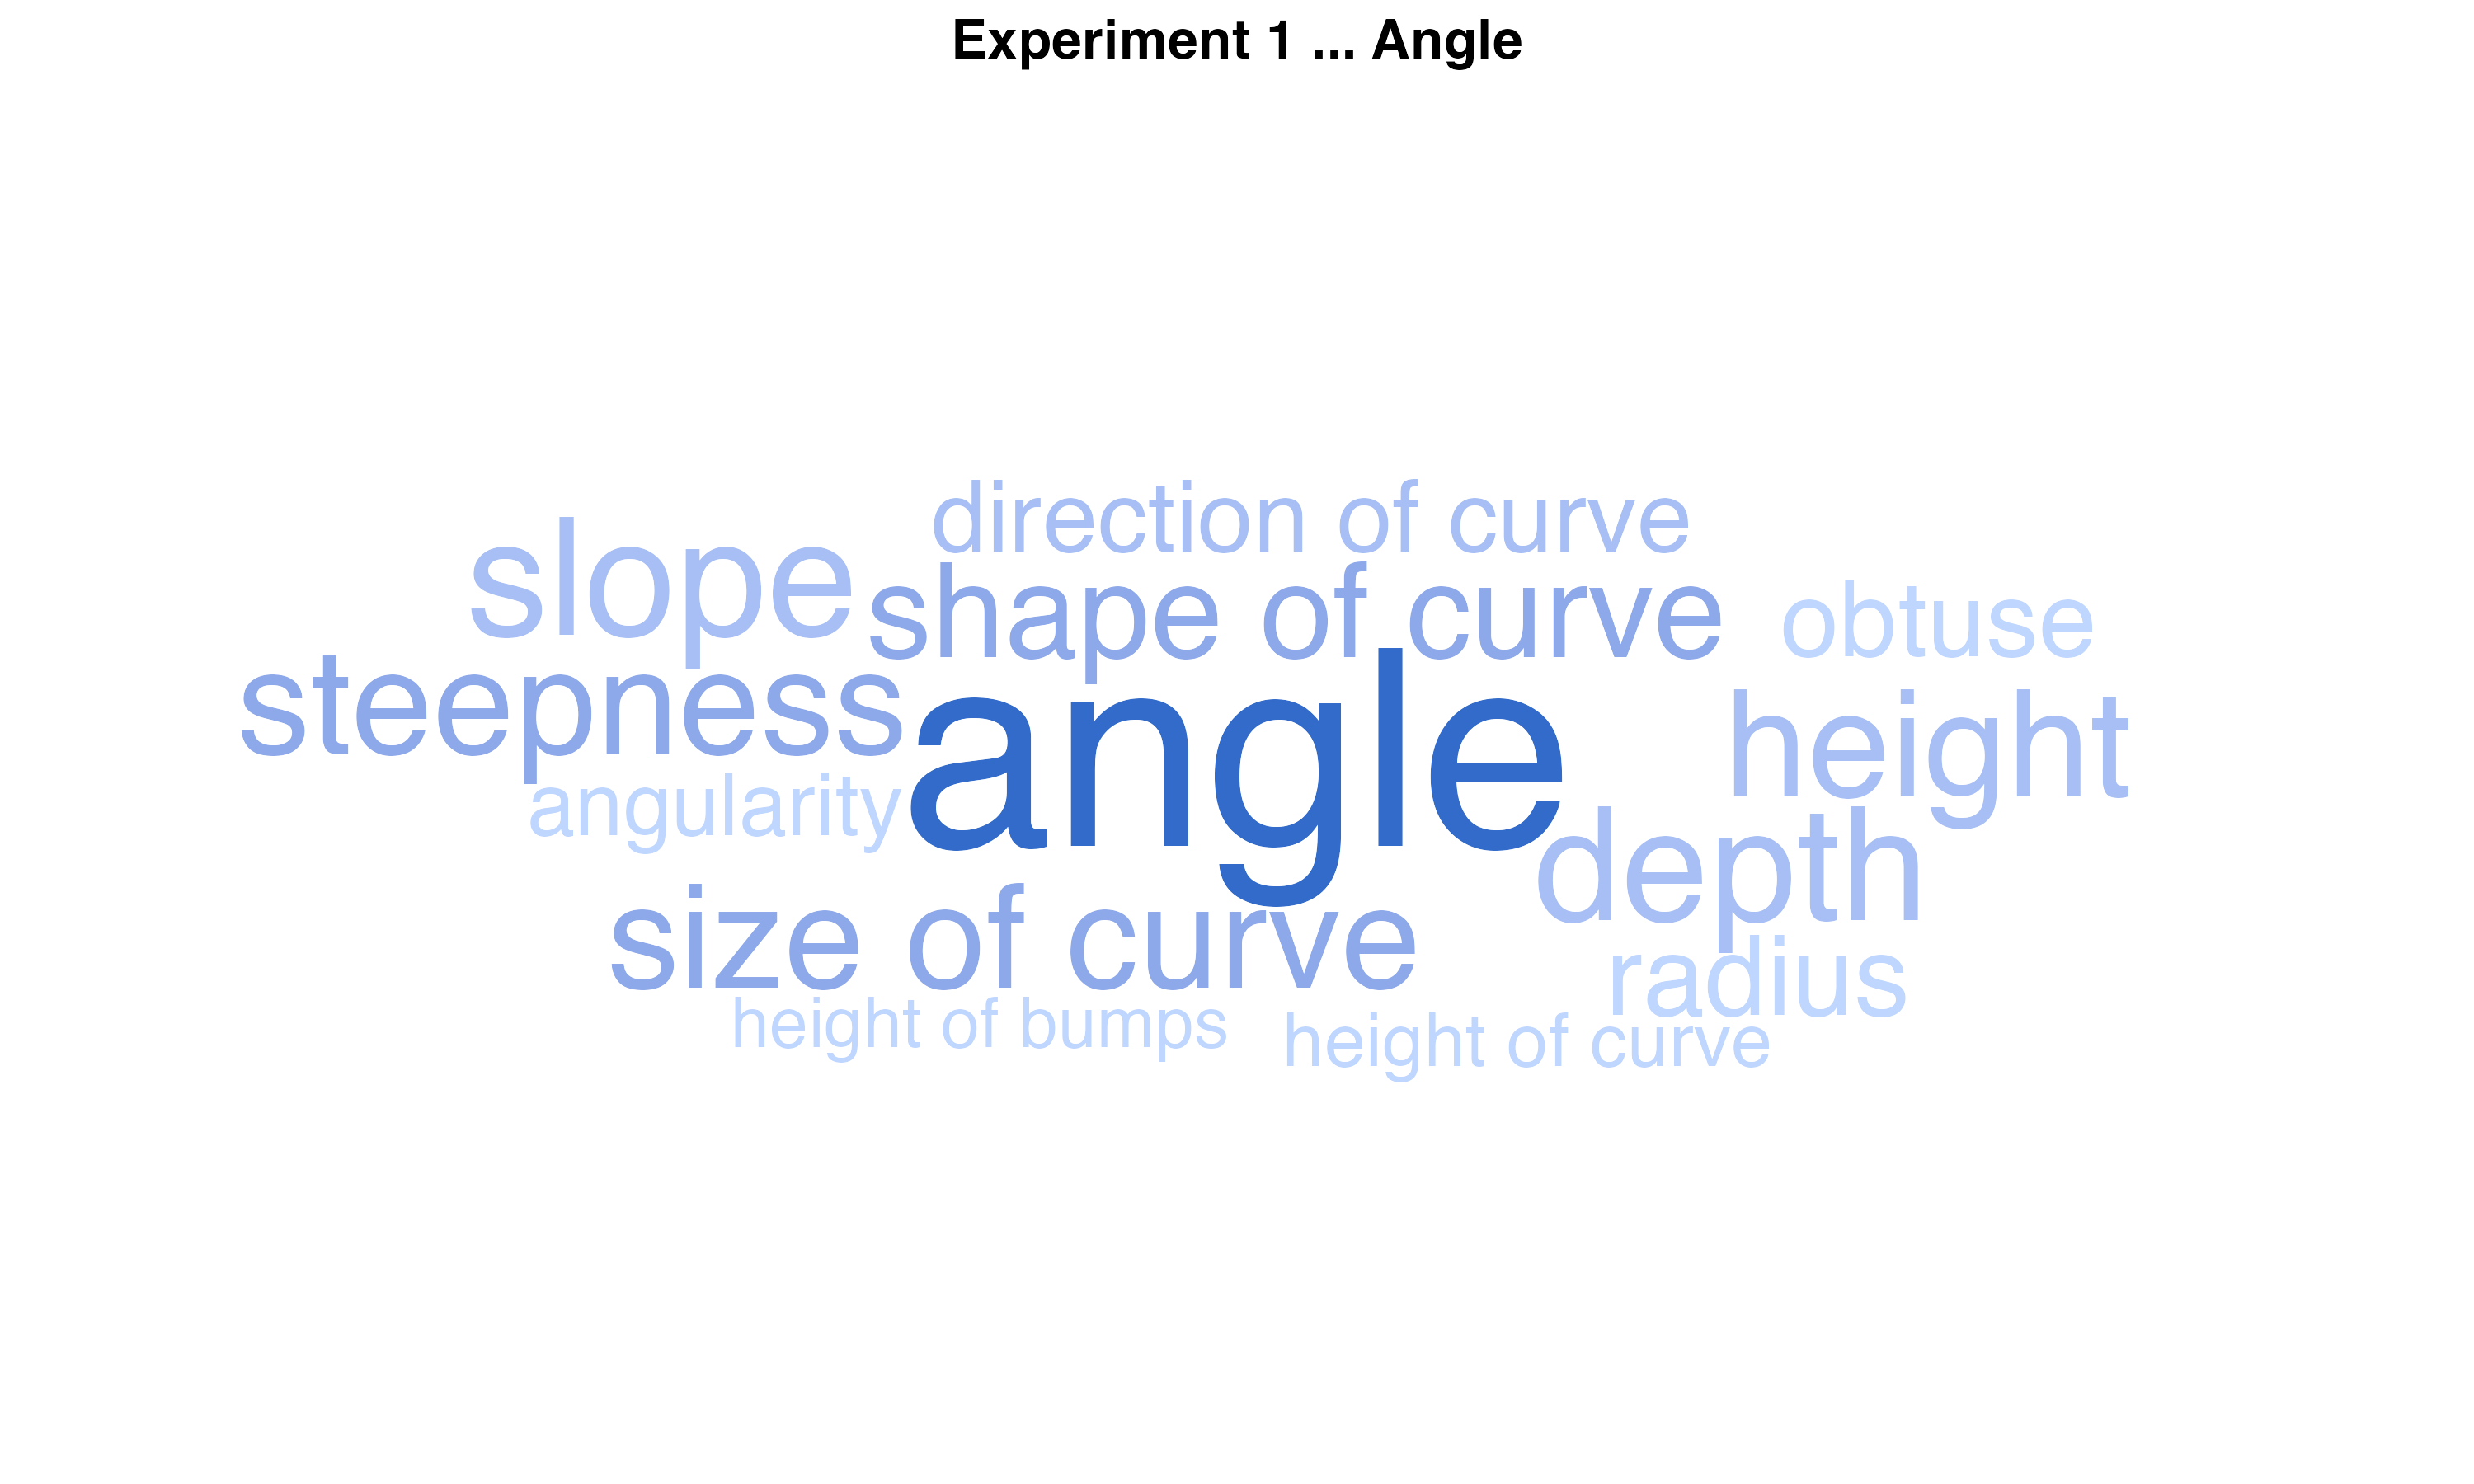 Experiment 1 ... Angle
direction of curve
slope
shape of curve
obtuse
steepness
angle
height
angularity
depth
size of curve
radius
height of bumps
height of curve